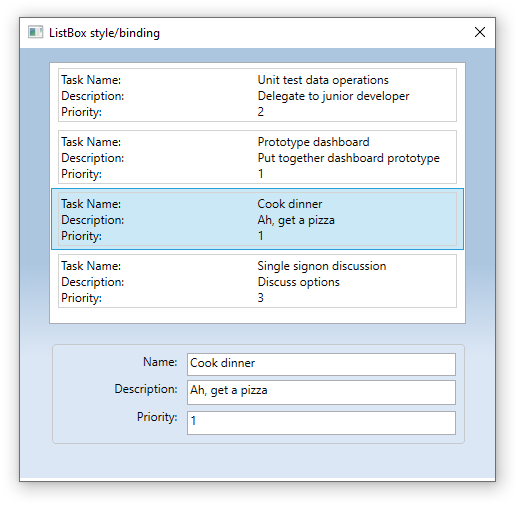 ListBox style/binding
Task Name: Unit test data operations
Description: Delegate to junior developer
Priority: 2
Task Name: Prototype dashboard
Description: Put together dashboard prototype
Priority: 1
Task Name: Cook dinner
Description: Ah, get a pizza
Priority: 1
Task Name: Single signon discussion
Description: Discuss options
Priority: 3
Name: Cook dinner
Description: Ah, get a pizza
Priority: 1